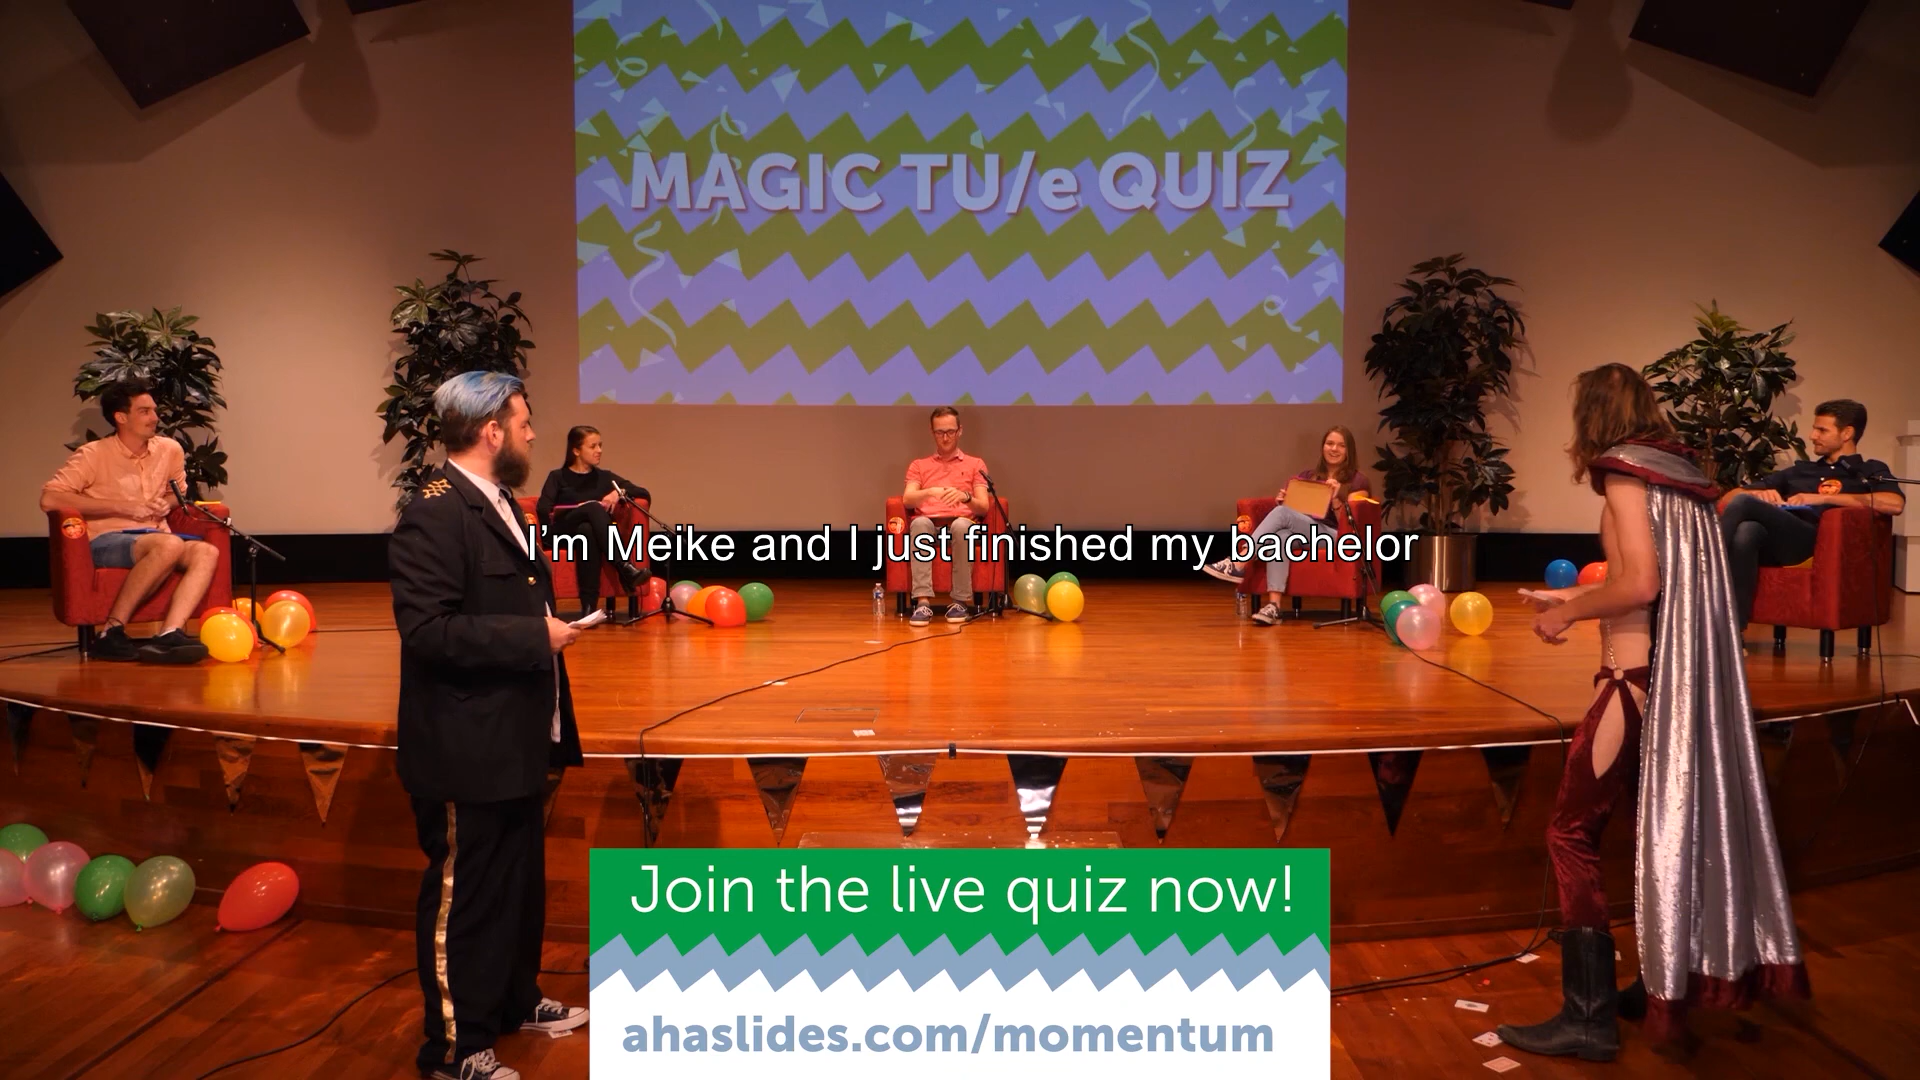 MAGIC TU/e QUIZ
I'm Meike and I just finished my bachelor
Join the live quiz now!
ahaslides.com/momentum